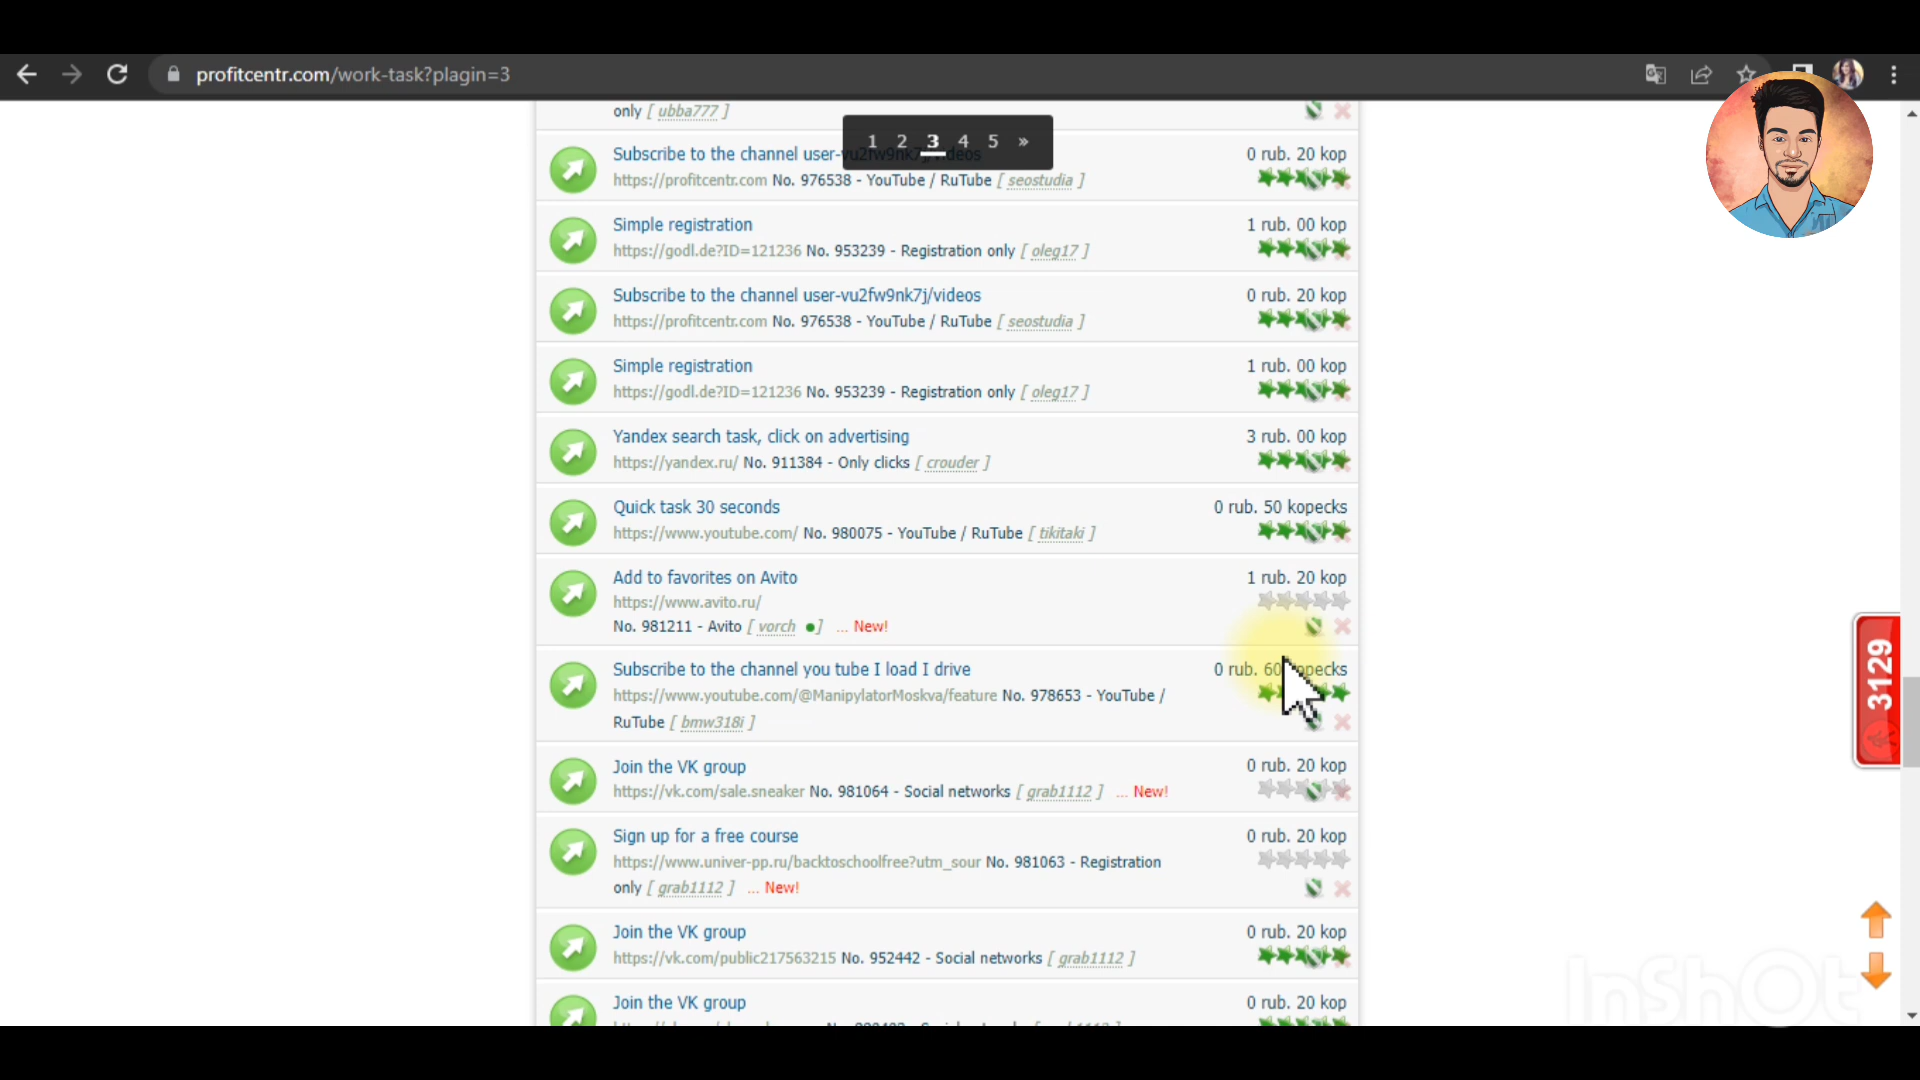 profitcentr.com/work-task?plagin=3
only [ ubba777 ]
1 2 3 4 5 »
Subscribe to the channel user-vu2fw9nk7j/videos 0 rub. 20 kop
https://profitcentr.com No. 976538 - YouTube / RuTube [ seostudia ]
Simple registration 1 rub. 00 kop
https://godl.de?ID=121236 No. 953239 - Registration only [ oleg17 ]
Subscribe to the channel user-vu2fw9nk7j/videos 0 rub. 20 kop
https://profitcentr.com No. 976538 - YouTube / RuTube [ seostudia ]
Simple registration 1 rub. 00 kop
https://godl.de?ID=121236 No. 953239 - Registration only [ oleg17 ]
Yandex search task, click on advertising 3 rub. 00 kop
https://yandex.ru/ No. 911384 - Only clicks [ crouder ]
Quick task 30 seconds 0 rub. 50 kopecks
https://www.youtube.com/ No. 980075 - YouTube / RuTube [ tikitaki ]
Add to favorites on Avito 1 rub. 20 kop
https://www.avito.ru/
No. 981211 - Avito [ vorch ] ... New!
Subscribe to the channel you tube I load I drive 0 rub. 60 kopecks
https://www.youtube.com/@ManipylatorMoskva/feature No. 978653 - YouTube /
RuTube [ bmw318i ]
3129
Join the VK group 0 rub. 20 kop
https://vk.com/sale.sneaker No. 981064 - Social networks [ grab1112 ] ... New!
Sign up for a free course 0 rub. 20 kop
https://www.univer-pp.ru/backtoschoolfree?utm_sour No. 981063 - Registration
only [ grab1112 ] ... New!
Join the VK group 0 rub. 20 kop
https://vk.com/public217563215 No. 952442 - Social networks [ grab1112 ]
Join the VK group 0 rub. 20 kop
InShOt